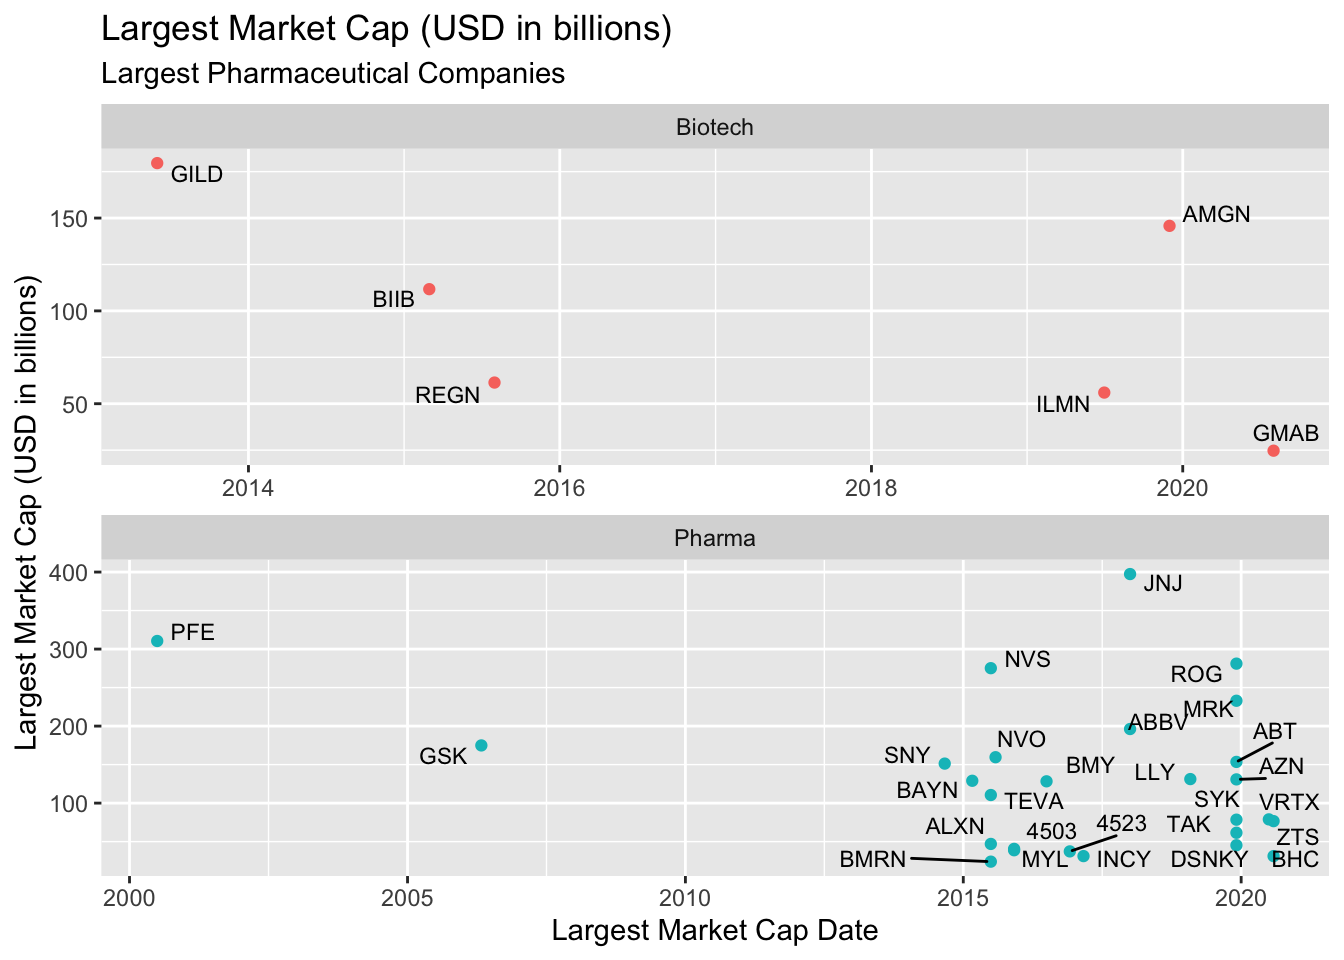 Largest Market Cap (USD in billions)
Largest Pharmaceutical Companies
Largest Market Cap (USD in billions)
Biotech
GILD
150
AMGN
BIIB
100
REGN
50
ILMN
GMAB
2014 2016 2018 2020
Pharma
400
JNJ
PFE
300
NVS
ROG
MRK
200
ABBV
ABT
GSK
NVO
SNY
BMY
LLY
AZN
BAYN
TEVA
SYK
VRTX
100
ALXN
4503
4523
TAK
ZTS
BMRN
MYL
INCY
DSNKY
BHC
2000 2005 2010 2015 2020
Largest Market Cap Date